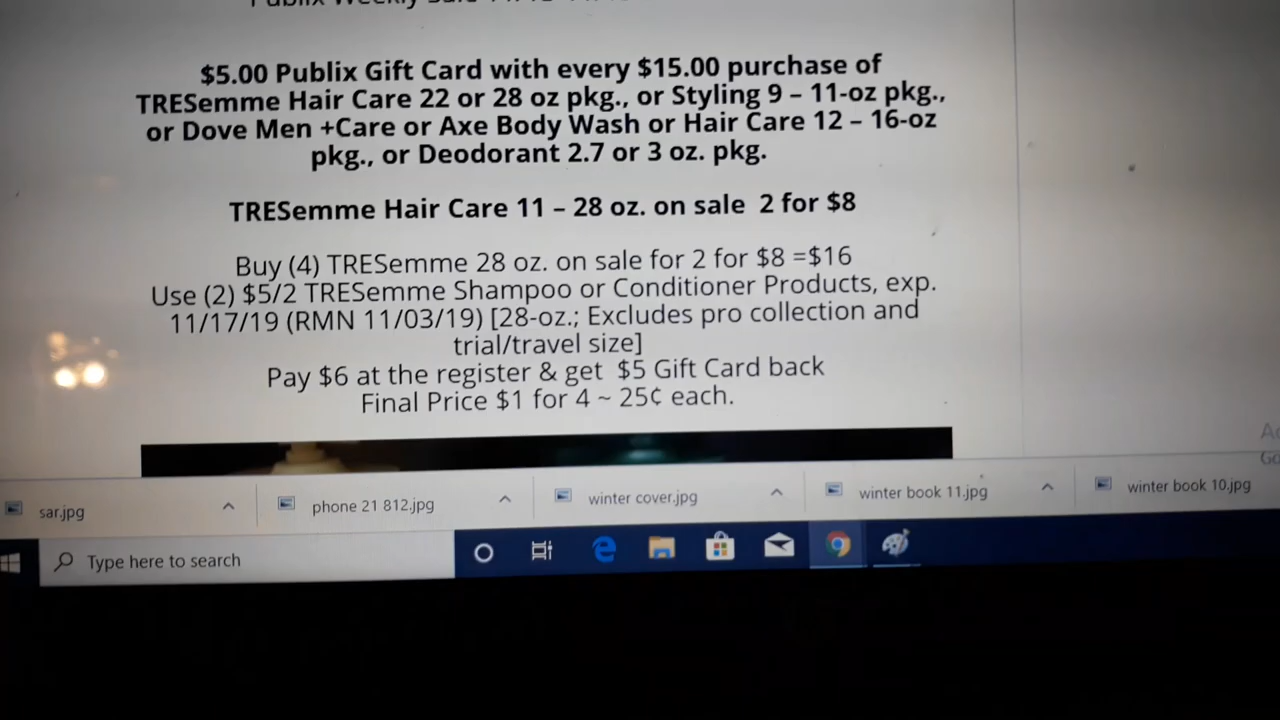 $5.00 Publix Gift Card with every $15.00 purchase of
TRESemme Hair Care 22 or 28 oz pkg., or Styling 9 – 11-oz pkg.,
or Dove Men +Care or Axe Body Wash or Hair Care 12 – 16-oz
pkg., or Deodorant 2.7 or 3 oz. pkg.
TRESemme Hair Care 11 – 28 oz. on sale 2 for $8
Buy (4) TRESemme 28 oz. on sale for 2 for $8 =$16
Use (2) $5/2 TRESemme Shampoo or Conditioner Products, exp.
11/17/19 (RMN 11/03/19) [28-oz.; Excludes pro collection and
trial/travel size]
Pay $6 at the register & get $5 Gift Card back
Final Price $1 for 4 ~ 25¢ each.
sar.jpg
phone 21 812.jpg
winter cover.jpg
winter book 11.jpg
winter book 10.jpg
Type here to search